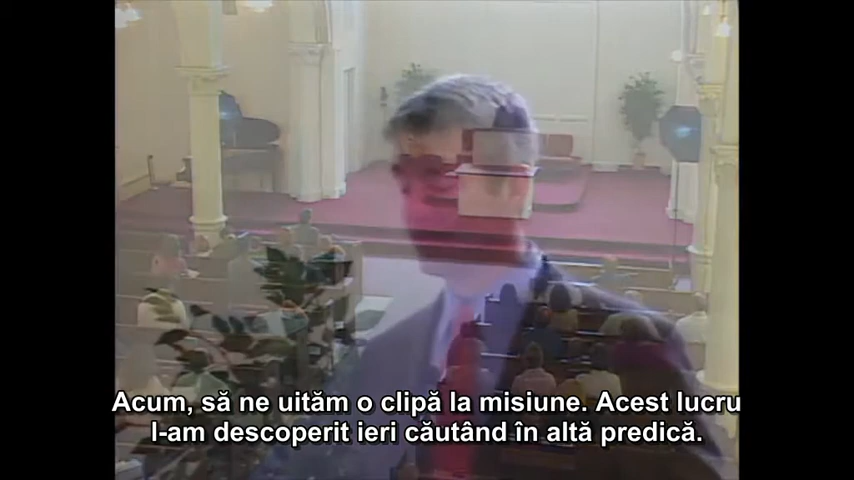 Acum, să ne uităm o clipă la misiune. Acest lucru
l-am descoperit ieri căutând în altă predică.